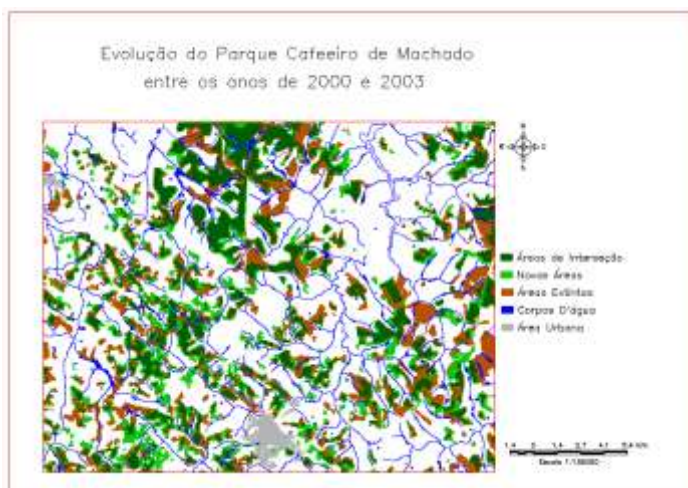 Evolução do Parque Cafeeiro de Machado
entre os anos de 2000 e 2003
Áreas de Interseção
Novas Áreas
Áreas Extintas
Corpos D'água
Área Urbana